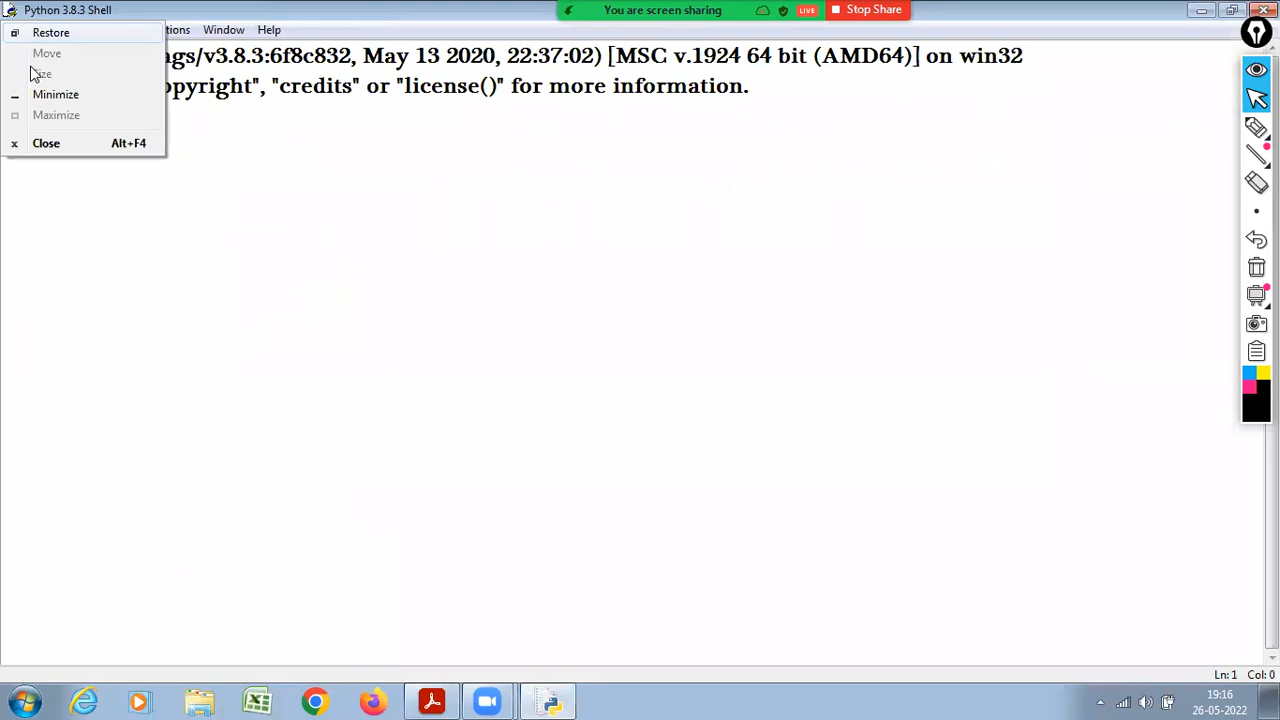 Python 3.8.3 Shell
You are screen sharing
LIVE
Stop Share
Restore
Move
Minimize
Maximize
Close Alt+F4
tions Window Help
ags/v3.8.3:6f8c832, May 13 2020, 22:37:02) [MSC v.1924 64 bit (AMD64)] on win32
opyright", "credits" or "license()" for more information.
Ln: 1 Col: 0
19:16
26-05-2022